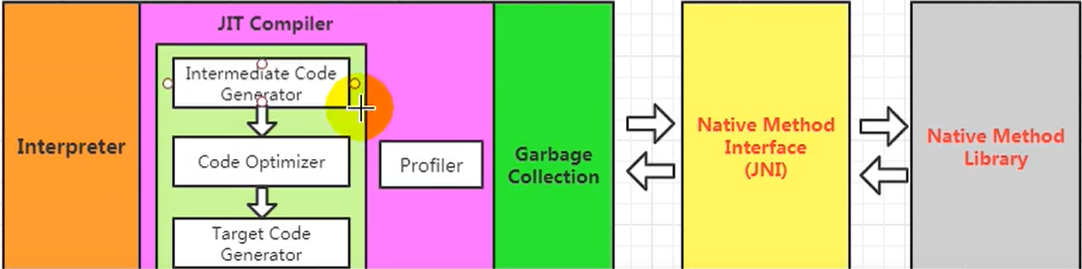 JIT Compiler
Intermediate Code
Generator
Interpreter
Code Optimizer
Profiler
Target Code
Generator
Garbage
Collection
Native Method
Interface
(JNI)
Native Method
Library